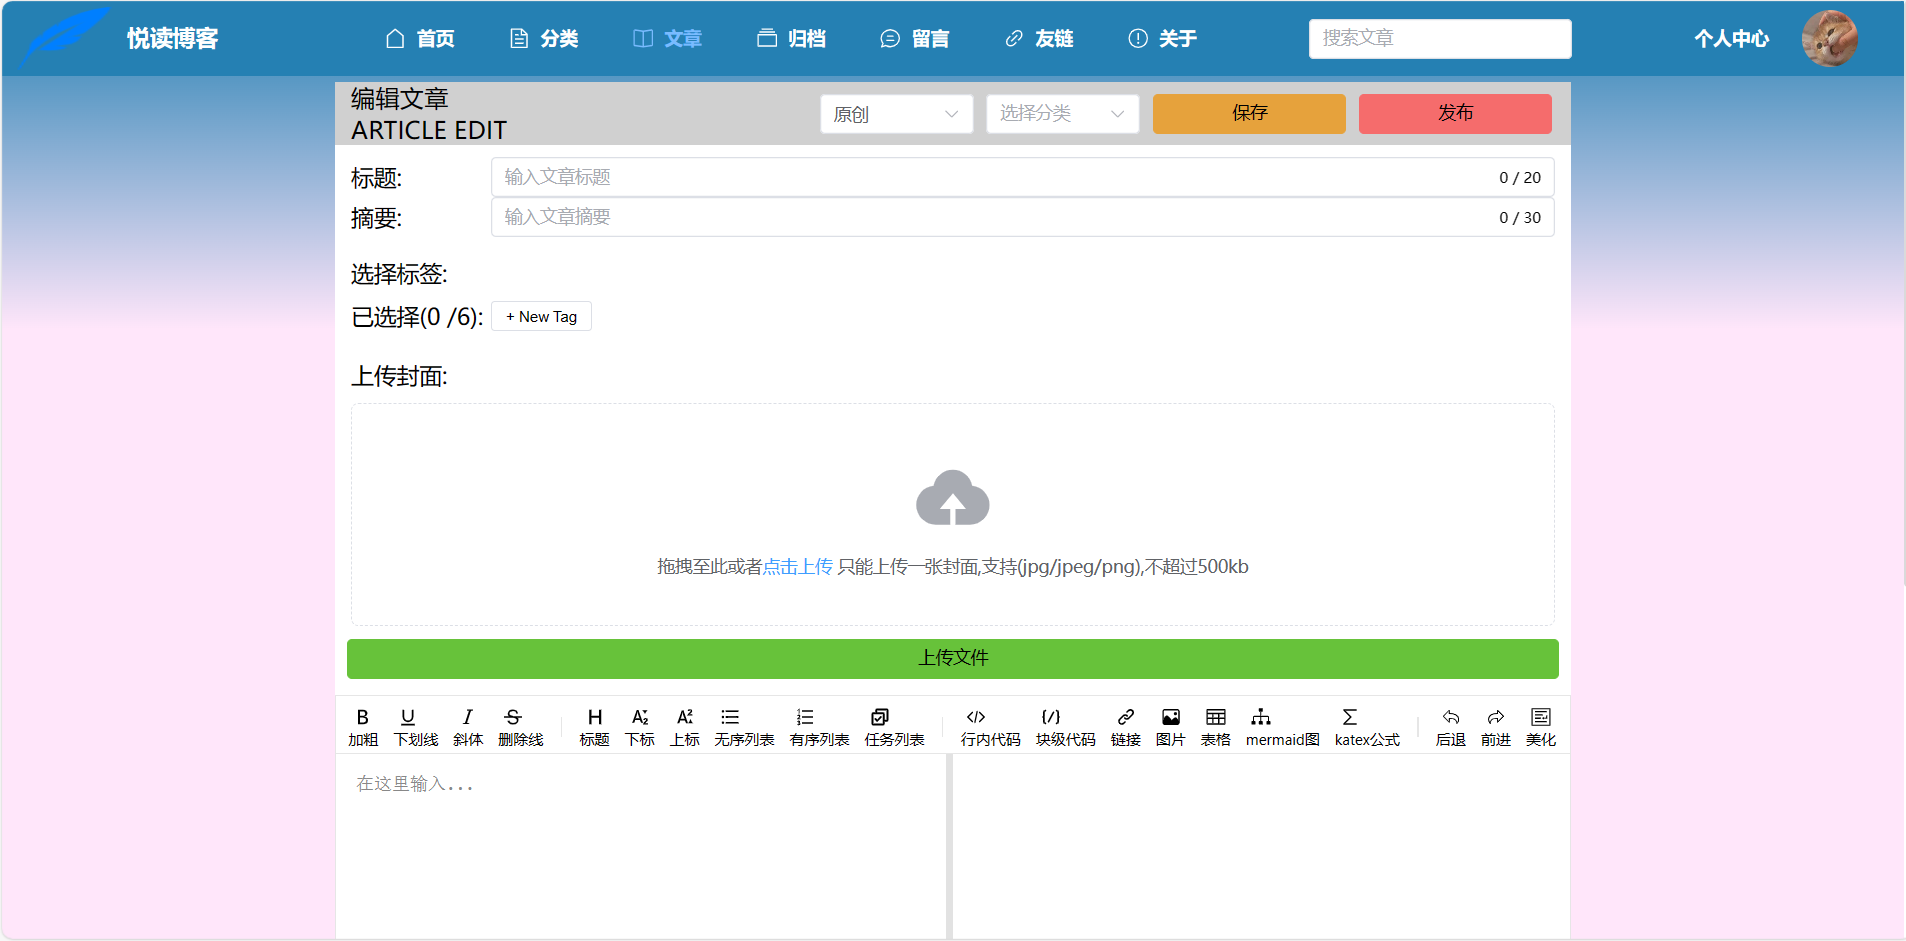 悦读博客 首页 分类 文章 归档 留言 友链 关于 搜索文章 个人中心
编辑文章
ARTICLE EDIT
原创 选择分类 保存 发布
标题: 输入文章标题 0 / 20
摘要: 输入文章摘要 0 / 30
选择标签:
已选择(0 /6): + New Tag
上传封面:
拖拽至此或者点击上传 只能上传一张封面,支持(jpg/jpeg/png),不超过500kb
上传文件
加粗 下划线 斜体 删除线 标题 下标 上标 无序列表 有序列表 任务列表 行内代码 块级代码 链接 图片 表格 mermaid图 katex公式 后退 前进 美化
在这里输入...